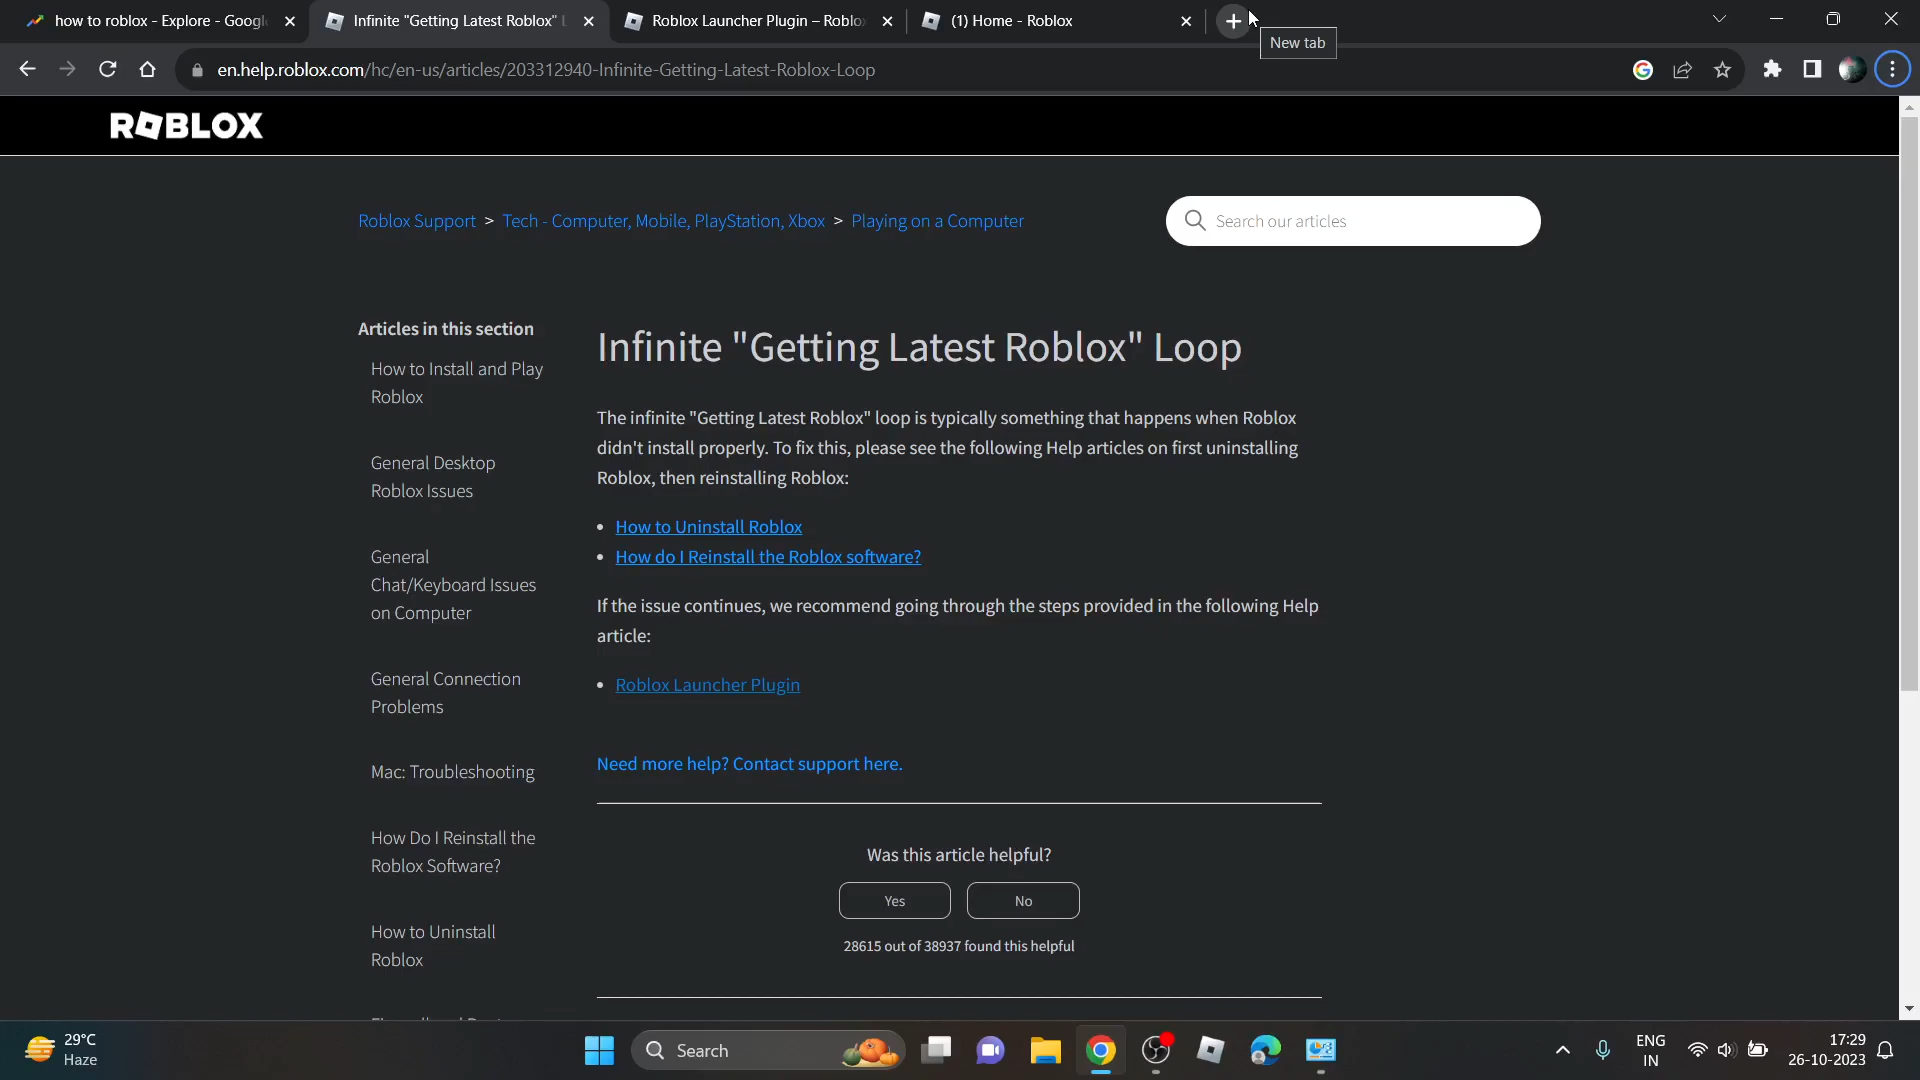 how to roblox - Explore - Googl
Infinite "Getting Latest Roblox" L
Roblox Launcher Plugin – Roblo
(1) Home - Roblox
New tab
en.help.roblox.com/hc/en-us/articles/203312940-Infinite-Getting-Latest-Roblox-Loop
ROBLOX
Roblox Support > Tech - Computer, Mobile, PlayStation, Xbox > Playing on a Computer
Search our articles
Articles in this section
How to Install and Play
Roblox
General Desktop
Roblox Issues
General
Chat/Keyboard Issues
on Computer
General Connection
Problems
Mac: Troubleshooting
How Do I Reinstall the
Roblox Software?
How to Uninstall
Roblox
Infinite "Getting Latest Roblox" Loop
The infinite "Getting Latest Roblox" loop is typically something that happens when Roblox
didn't install properly. To fix this, please see the following Help articles on first uninstalling
Roblox, then reinstalling Roblox:
• How to Uninstall Roblox
• How do I Reinstall the Roblox software?
If the issue continues, we recommend going through the steps provided in the following Help
article:
• Roblox Launcher Plugin
Need more help? Contact support here.
Was this article helpful?
Yes
No
28615 out of 38937 found this helpful
29°C
Haze
Search
ENG
IN
17:29
26-10-2023